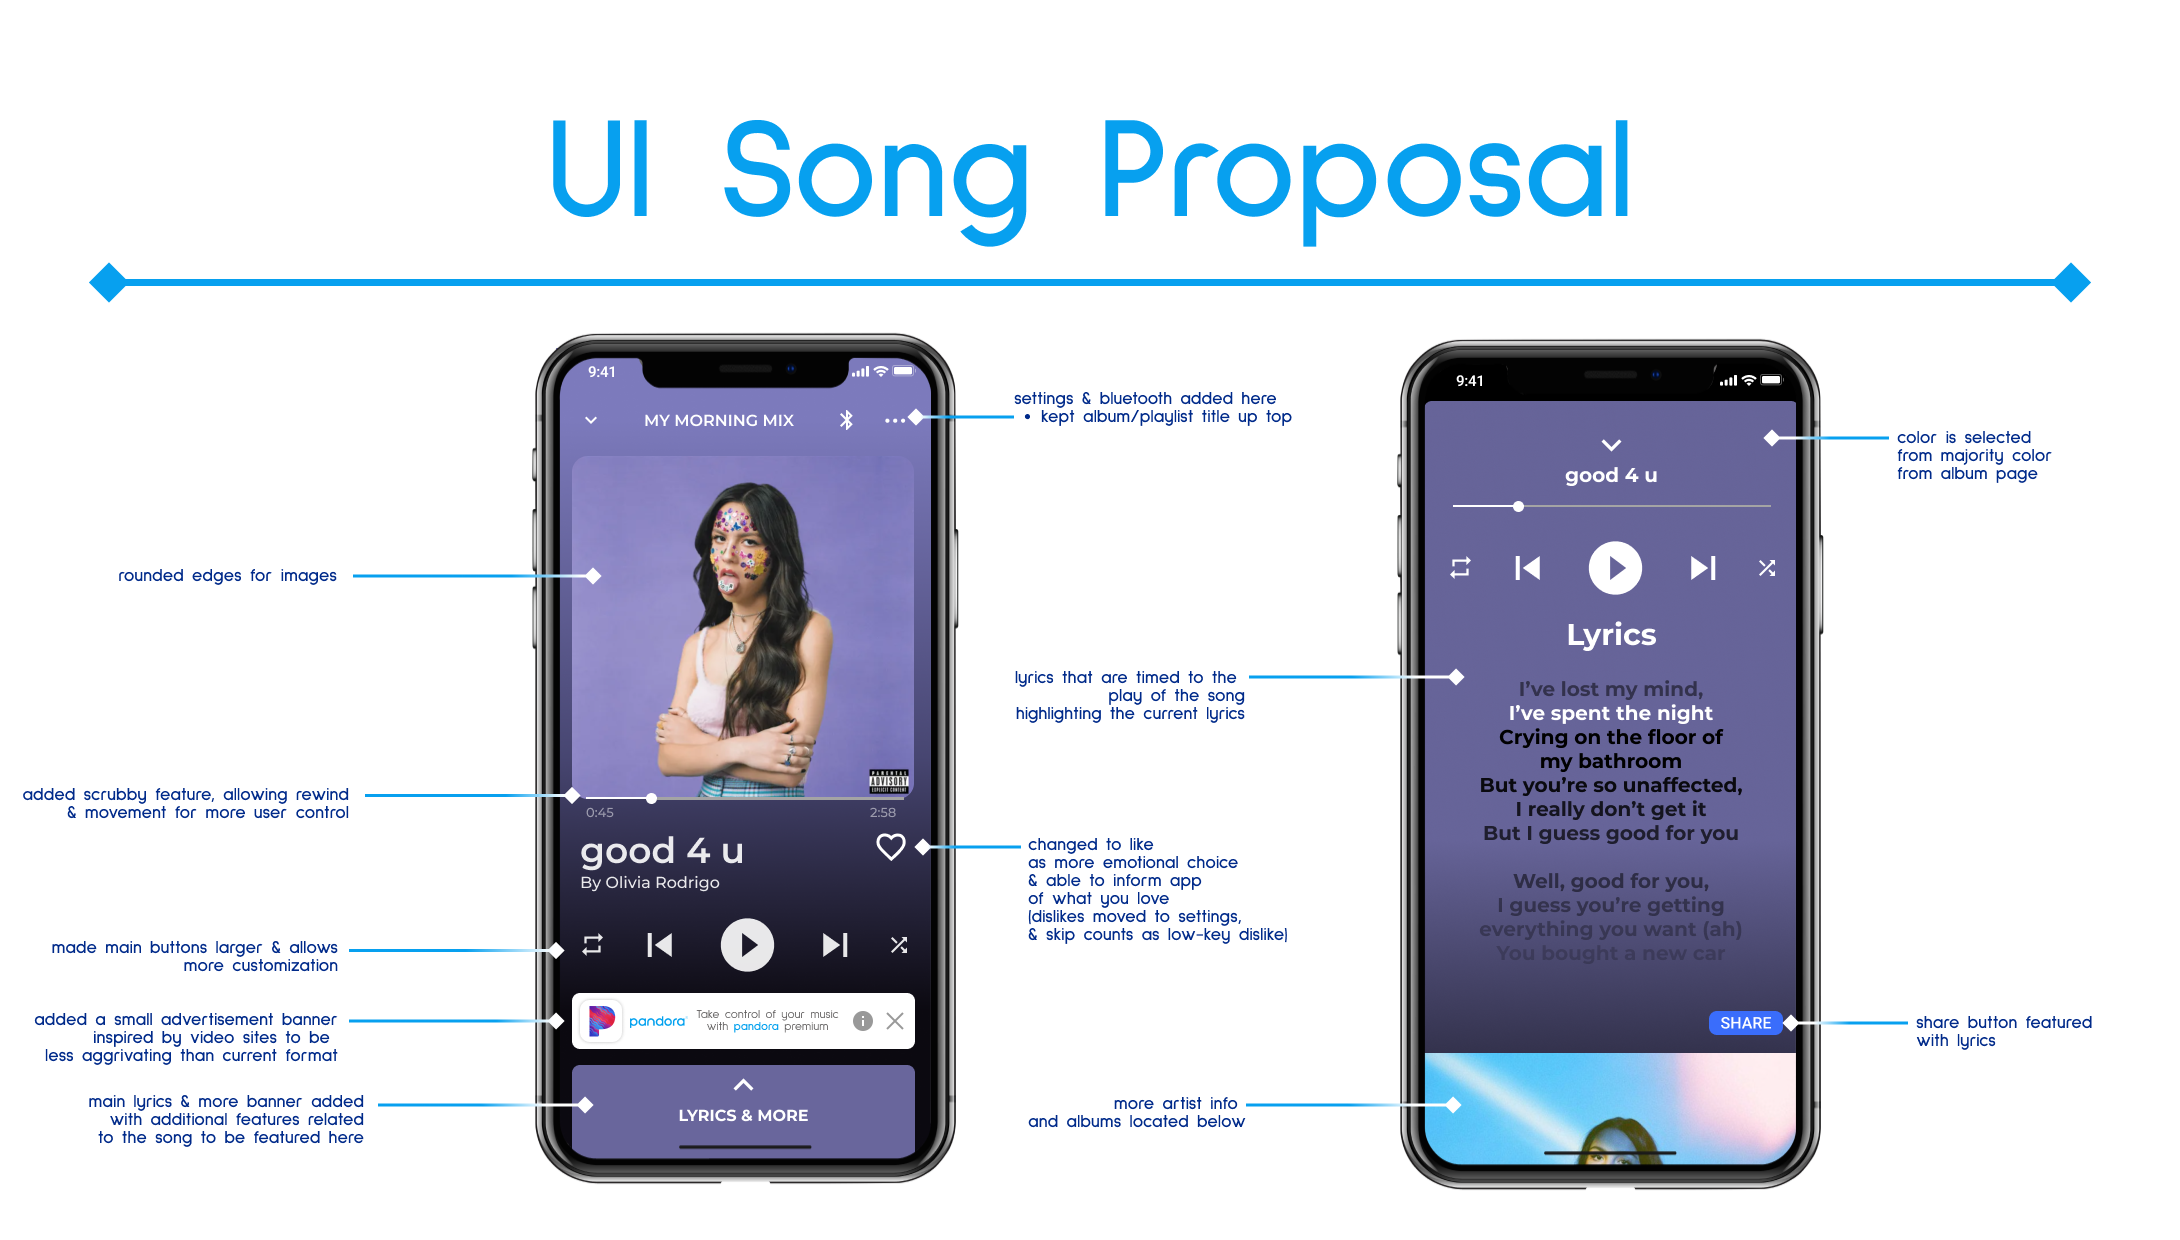 UI Song Proposal
9:41
MY MORNING MIX
settings & bluetooth added here
• kept album/playlist title up top
rounded edges for images
PARENTAL
ADVISORY
EXPLICIT CONTENT
added scrubby feature, allowing rewind
& movement for more user control
0:45
2:58
good 4 u
By Olivia Rodrigo
changed to like
as more emotional choice
& able to inform app
of what you love
(dislikes moved to settings,
& skip counts as low-key dislike)
made main buttons larger & allows
more customization
added a small advertisement banner
inspired by video sites to be
less aggrivating than current format
pandora
Take control of your music
with pandora premium
main lyrics & more banner added
with additional features related
to the song to be featured here
LYRICS & MORE
9:41
color is selected
from majority color
from album page
good 4 u
lyrics that are timed to the
play of the song
highlighting the current lyrics
Lyrics
I've lost my mind,
I've spent the night
Crying on the floor of
my bathroom
But you're so unaffected,
I really don't get it
But I guess good for you
Well, good for you,
I guess you're getting
everything you want (ah)
You bought a new car
SHARE
share button featured
with lyrics
more artist info
and albums located below